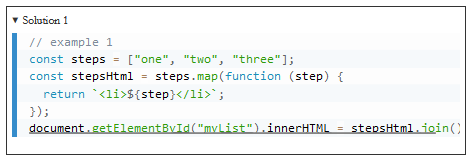 ▼ Solution 1
// example 1
const steps = ["one", "two", "three"];
const stepsHtml = steps.map(function (step) {
  return `<li>${step}</li>`;
});
document.getElementById("myList").innerHTML = stepsHtml.join()